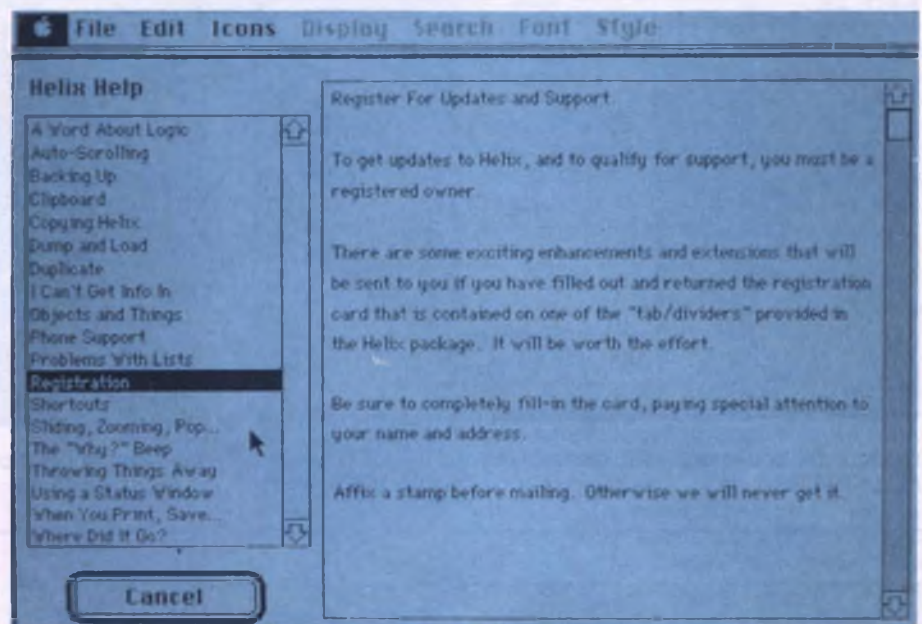 File Edit Icons Display Search Font Style
Helix Help
A Word About Logic
Auto-Scrolling
Backing Up
Clipboard
Copying Helix
Dump and Load
Duplicate
I Can't Get Info In
Objects and Things
Phone Support
Problems With Lists
Registration
Shortcuts
Sliding, Zooming, Pop...
The "Why?" Beep
Throwing Things Away
Using a Status Window
When You Print, Save...
Where Did It Go?
Cancel
Register For Updates and Support
To get updates to Helix, and to qualify for support, you must be a
registered owner.
There are some exciting enhancements and extensions that will
be sent to you if you have filled out and returned the registration
card that is contained on one of the "tab/dividers" provided in
the Helix package. It will be worth the effort.
Be sure to completely fill-in the card, paying special attention to
your name and address.
Affix a stamp before mailing. Otherwise we will never get it.